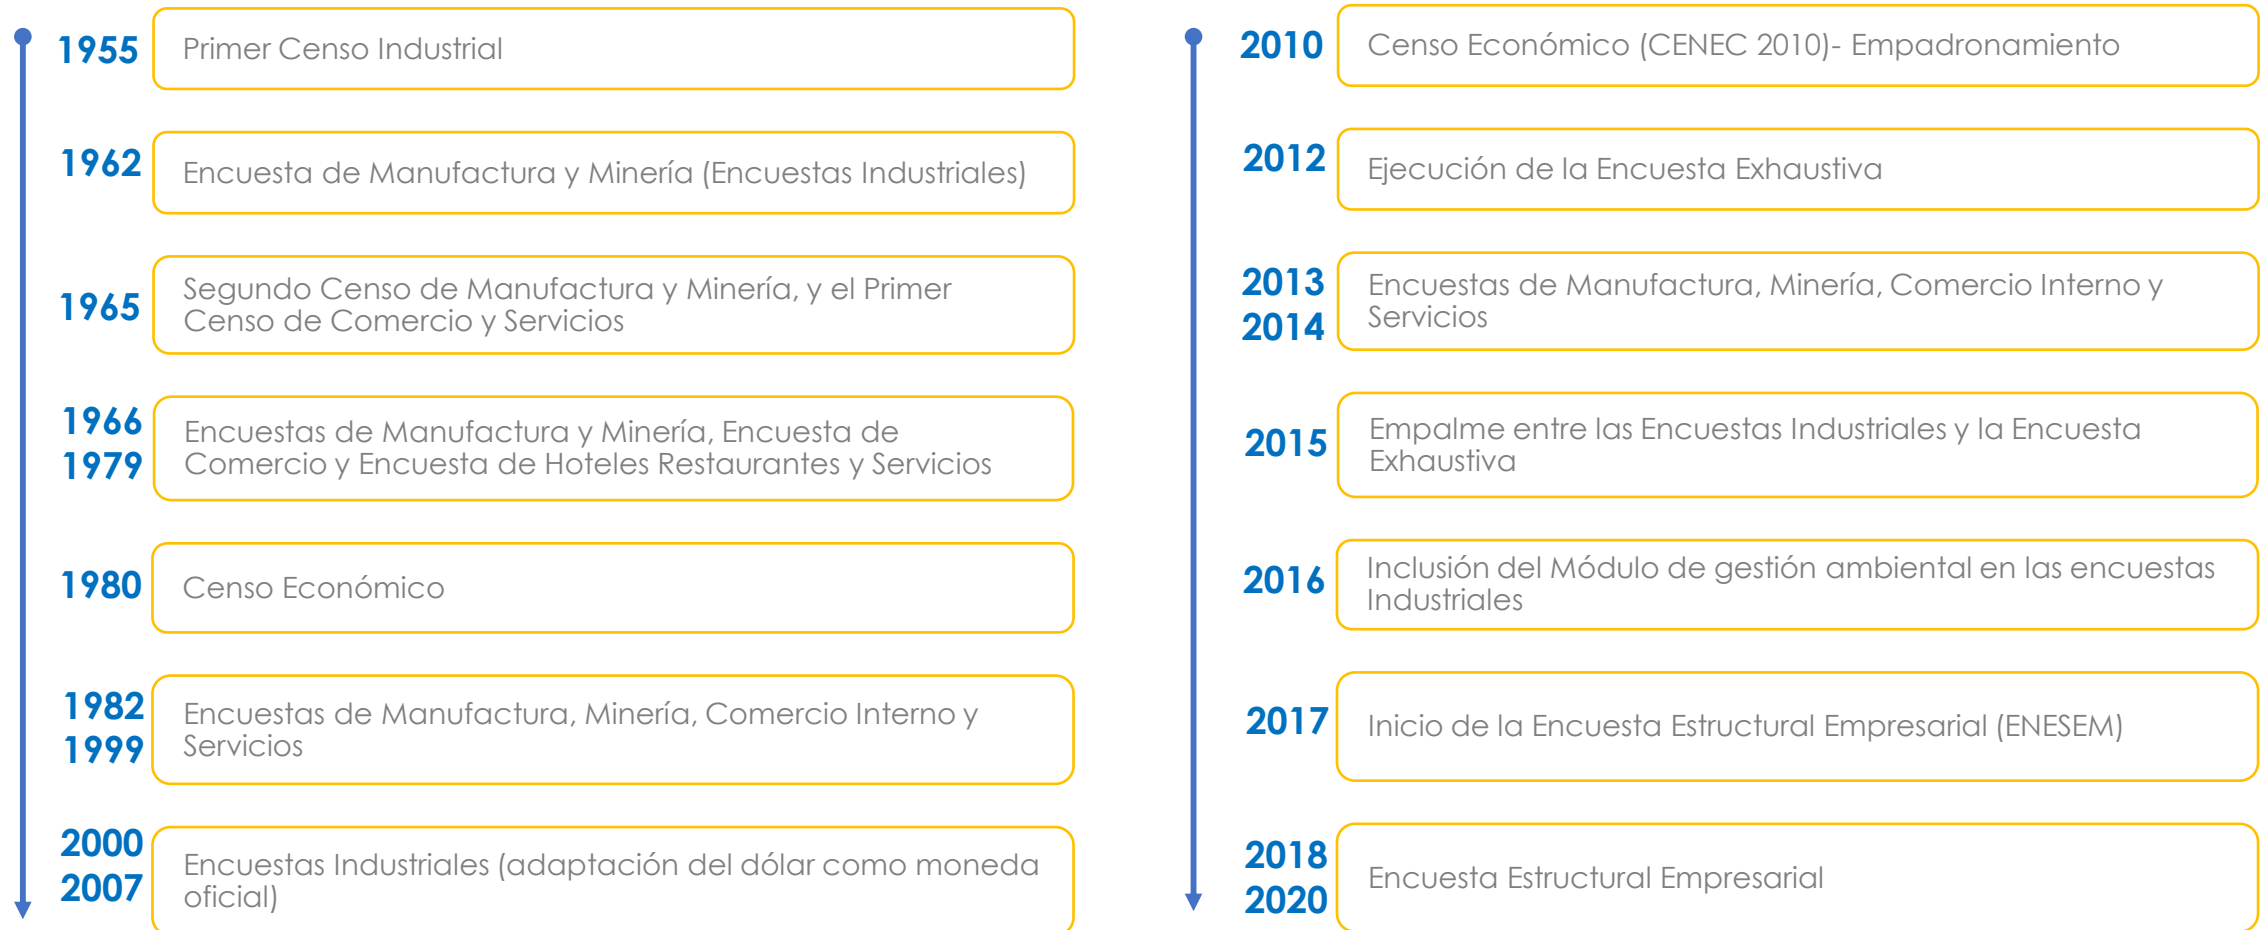 1955
Primer Censo Industrial
1962
Encuesta de Manufactura y Minería (Encuestas Industriales)
1965
Segundo Censo de Manufactura y Minería, y el Primer
Censo de Comercio y Servicios
1966
1979
Encuestas de Manufactura y Minería, Encuesta de
Comercio y Encuesta de Hoteles Restaurantes y Servicios
1980
Censo Económico
1982
1999
Encuestas de Manufactura, Minería, Comercio Interno y
Servicios
2000
2007
Encuestas Industriales (adaptación del dólar como moneda
oficial)
2010
Censo Económico (CENEC 2010)- Empadronamiento
2012
Ejecución de la Encuesta Exhaustiva
2013
2014
Encuestas de Manufactura, Minería, Comercio Interno y
Servicios
2015
Empalme entre las Encuestas Industriales y la Encuesta
Exhaustiva
2016
Inclusión del Módulo de gestión ambiental en las encuestas
Industriales
2017
Inicio de la Encuesta Estructural Empresarial (ENESEM)
2018
2020
Encuesta Estructural Empresarial